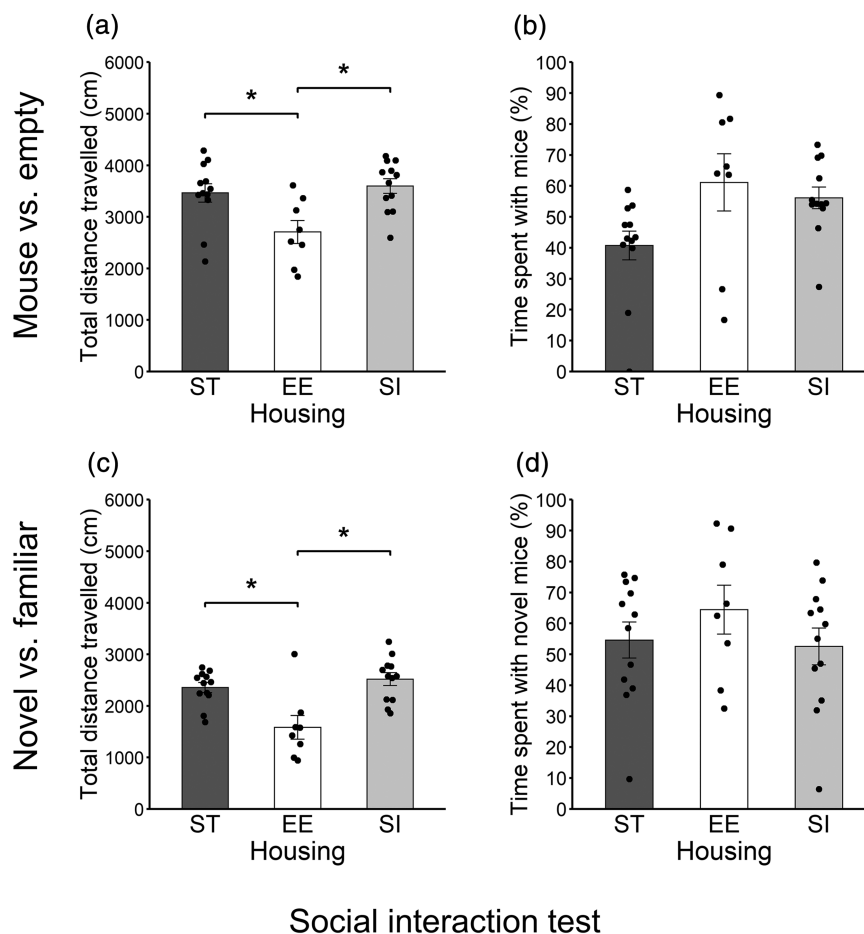 (a)
Mouse vs. empty
Total distance travelled (cm)
6000
5000
4000
3000
2000
1000
0
*
*
ST EE SI
Housing
(b)
Time spent with mice (%)
100
90
80
70
60
50
40
30
20
10
0
ST EE SI
Housing
(c)
Novel vs. familiar
Total distance travelled (cm)
6000
5000
4000
3000
2000
1000
0
*
*
ST EE SI
Housing
(d)
Time spent with novel mice (%)
100
90
80
70
60
50
40
30
20
10
0
ST EE SI
Housing
Social interaction test